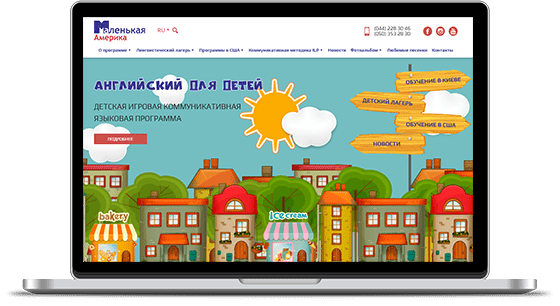 Маленькая
Америка
RU
(044) 228 30 46
(050) 353 28 30
О программе
Лингвистический лагерь
Программы в США
Коммуникативная методика ILP
Новости
Фотоальбом
Любимые песенки
Контакты
АНГЛИЙСКИЙ ДЛЯ ДЕТЕЙ
ДЕТСКАЯ ИГРОВАЯ КОММУНИКАТИВНАЯ
ЯЗЫКОВАЯ ПРОГРАММА
ПОДРОБНЕЕ
ОБУЧЕНИЕ В КИЕВЕ
ДЕТСКИЙ ЛАГЕРЬ
ОБУЧЕНИЕ В США
НОВОСТИ
bakery
Ice cream